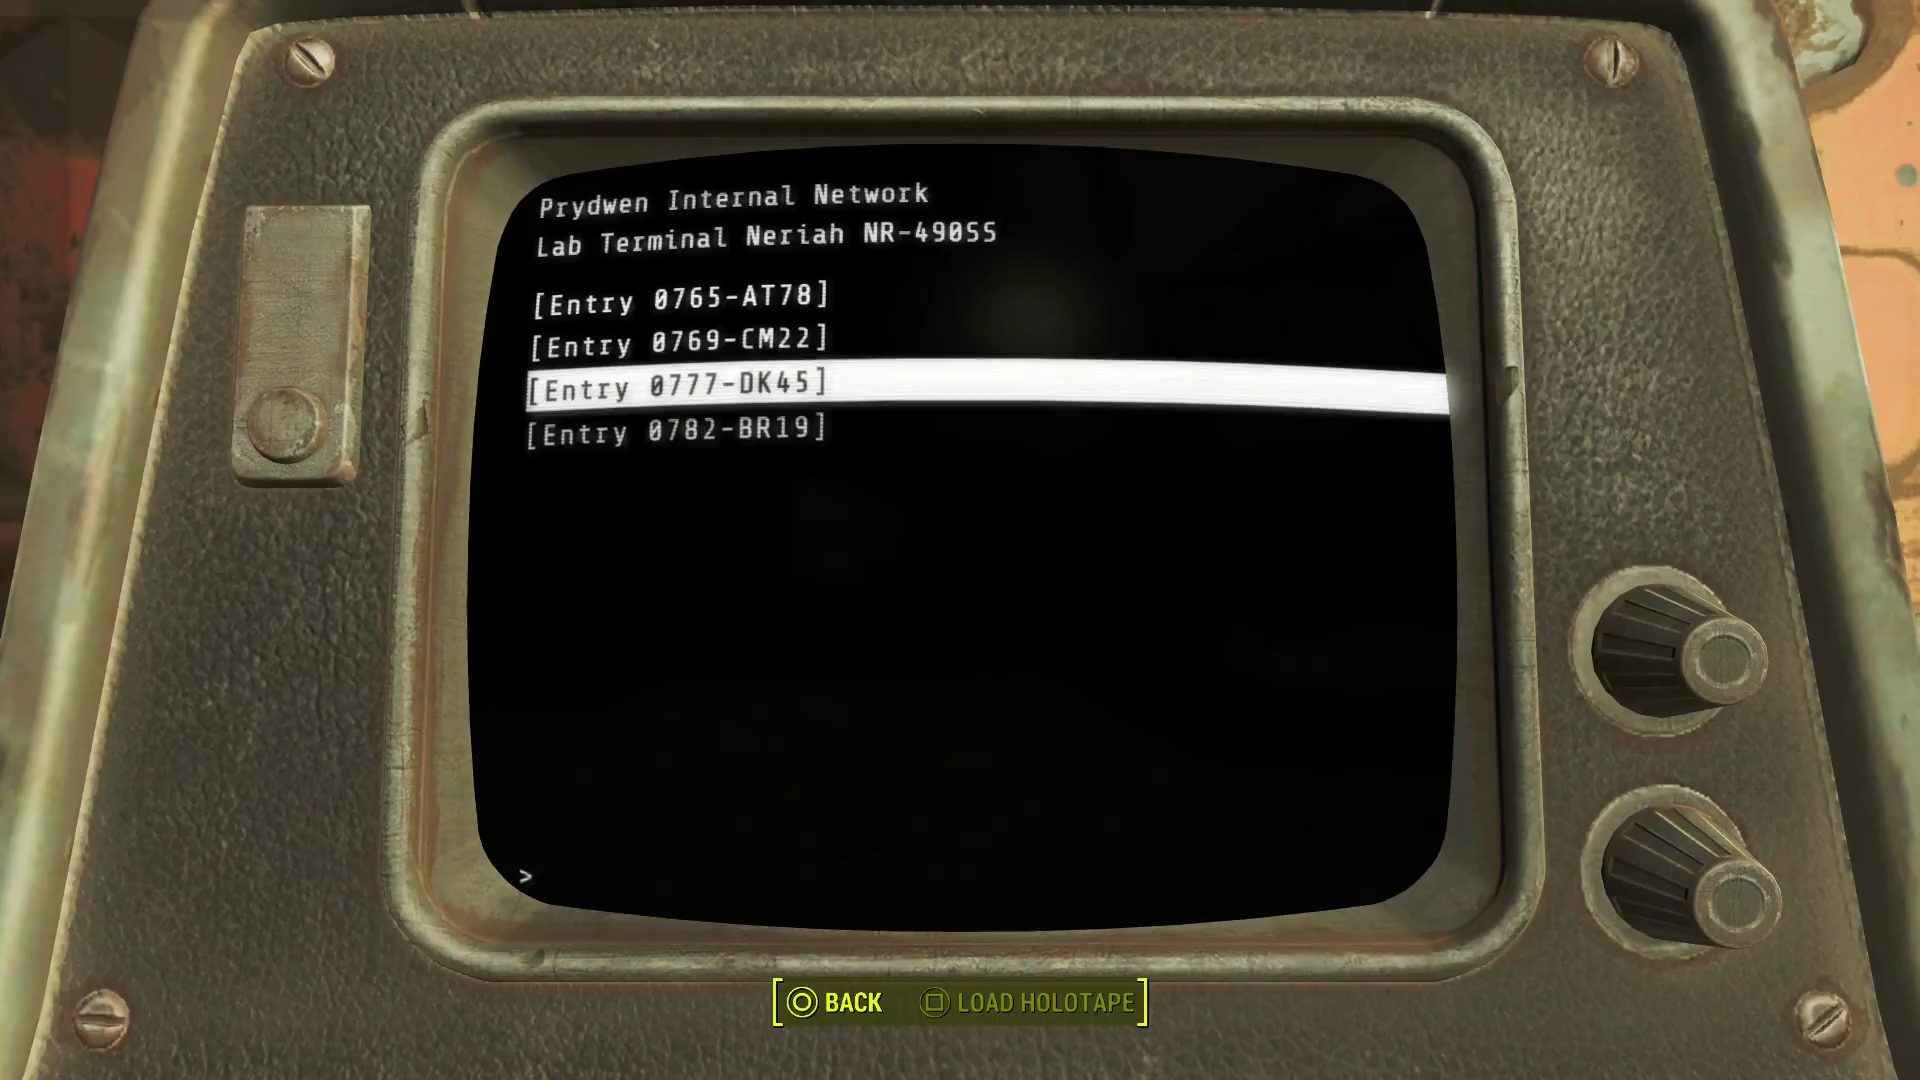 Prydwen Internal Network
Lab Terminal Neriah NR-490SS
[Entry 0765-AT78]
[Entry 0769-CM22]
[Entry 0777-DK45]
[Entry 0782-BR19]
>
[BACK LOAD HOLOTAPE]